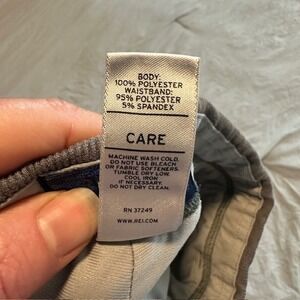 BODY:
100% POLYESTER
WAISTBAND:
95% POLYESTER
5% SPANDEX
CARE
MACHINE WASH COLD.
DO NOT USE BLEACH
OR FABRIC SOFTENERS.
TUMBLE DRY LOW.
COOL IRON
IF NECESSARY.
DO NOT DRY CLEAN.
RN 37249
WWW.REI.COM